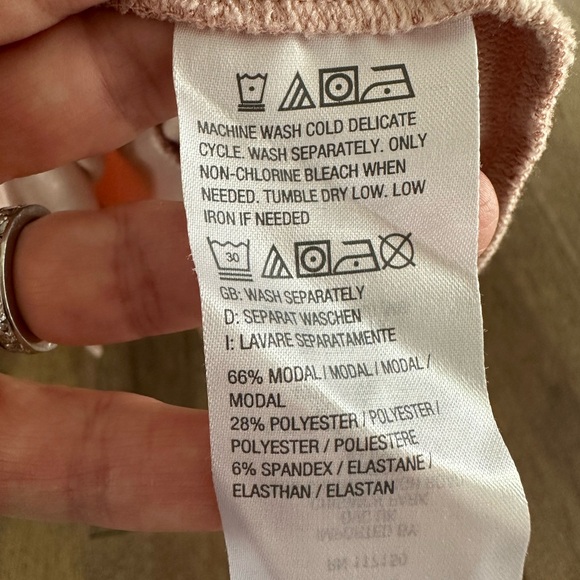 MACHINE WASH COLD DELICATE
CYCLE. WASH SEPARATELY. ONLY
NON-CHLORINE BLEACH WHEN
NEEDED. TUMBLE DRY LOW. LOW
IRON IF NEEDED
30
GB: WASH SEPARATELY
D: SEPARAT WASCHEN
I: LAVARE SEPARATAMENTE
66% MODAL / MODAL / MODAL /
MODAL
28% POLYESTER / POLYESTER /
POLYESTER / POLIESTERE
6% SPANDEX / ELASTANE /
ELASTHAN / ELASTAN